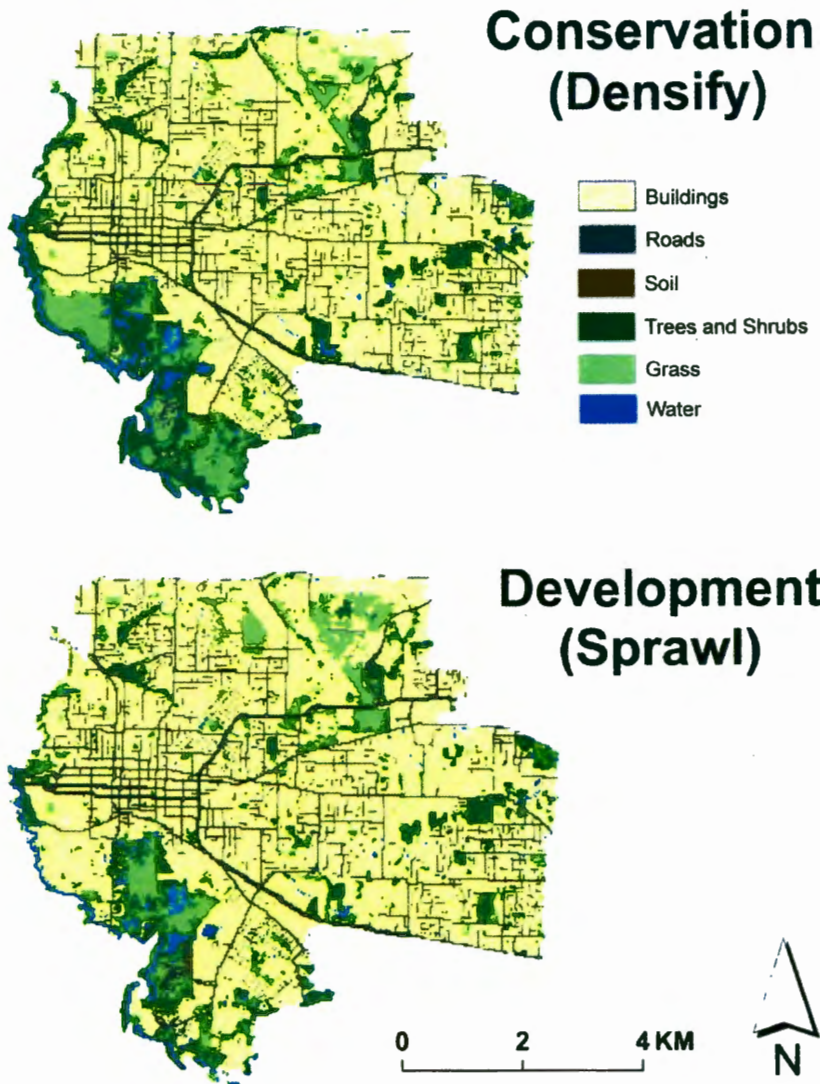 Conservation
(Densify)
Buildings
Roads
Soil
Trees and Shrubs
Grass
Water
Development
(Sprawl)
0 2 4 KM
N